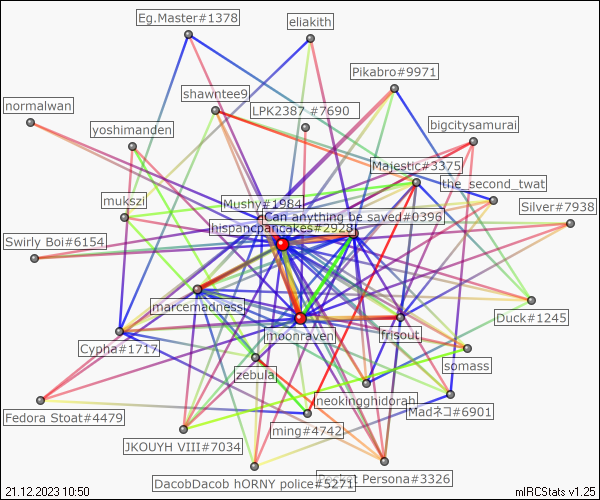 Eg.Master#1378
eliakith
Pikabro#9971
shawntee9
normalwan
LPK2387 #7690
bigcitysamurai
yoshimanden
Majestic#3375
the_second_twat
mukszi
Mushy#1984
Silver#7938
Can anything be saved#0396
hispancpancakes#2928
Swirly Boi#6154
marcemadness
Duck#1245
moonraven
frisout
Cypha#1717
somass
zebula
neokingghidorah
Madネコ#6901
Fedora Stoat#4479
ming#4742
JKOUYH VIII#7034
DacobDacob hORNY police#5271
Persona#3326
21.12.2023 10:50
mIRCStats v1.25